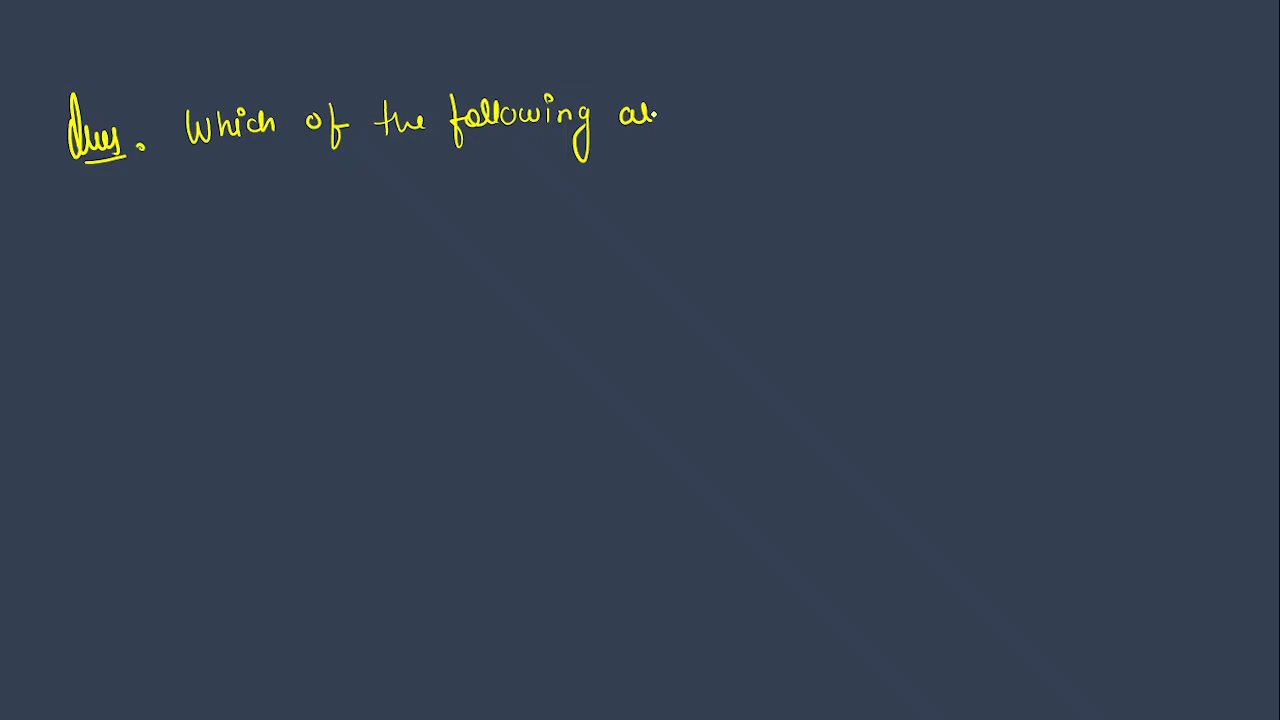 Ques. Which of the following